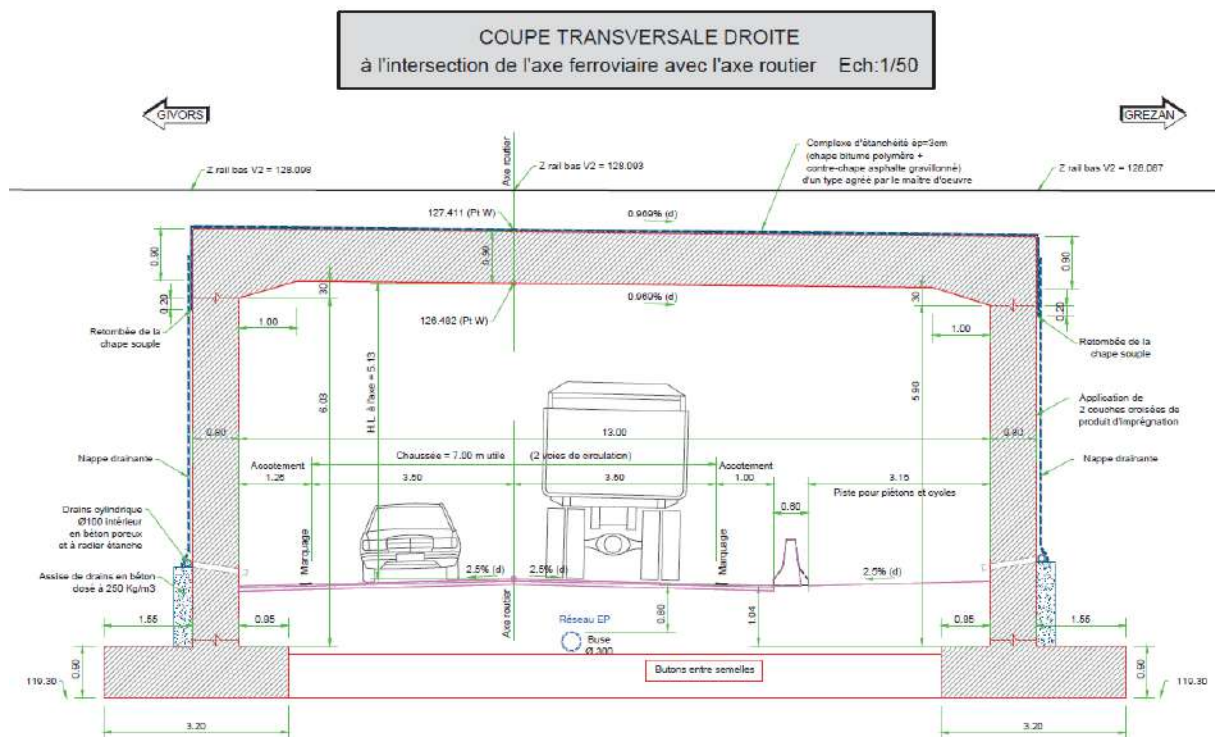 COUPE TRANSVERSALE DROITE
à l'intersection de l'axe ferroviaire avec l'axe routier Ech:1/50
GIVORS
GREZAN
Z rail bas V2 = 128.098
Axe routier
Z rail bas V2 = 128.093
Complexe d'étanchéité ép=3cm
(chape bitume polymère +
contre-chape asphalte gravillonné)
d'un type agréé par le maître d'oeuvre
Z rail bas V2 = 128.087
127.411 (Pt W)
0.969% (d)
0.90
0.90
0.90
0.20
30
0.969% (d)
30
0.20
126.482 (Pt W)
1.00
1.00
Retombée de la
chape souple
Retombée de la
chape souple
H.L. à l'axe = 5.13
6.03
5.90
Application de
2 couches croisées de
produit d'imprégnation
0.80
13.00
0.80
Nappe drainante
Chaussée = 7.00 m utile (2 voies de circulation)
Nappe drainante
Accotement
Accotement
1.25
3.50
3.50
1.00
3.15
Piste pour piétons et cycles
0.60
Drains cylindrique
Ø100 intérieur
en béton poreux
et à radier étanche
Marquage
Marquage
Assise de drains en béton
dosé à 250 Kg/m3
2.5% (d)
2.5% (d)
2.0% (d)
1.55
0.85
Axe routier
Réseau EP
Buse
Ø 300
0.80
1.04
0.85
1.55
Butons entre semelles
119.30
0.90
0.90
119.30
3.20
3.20